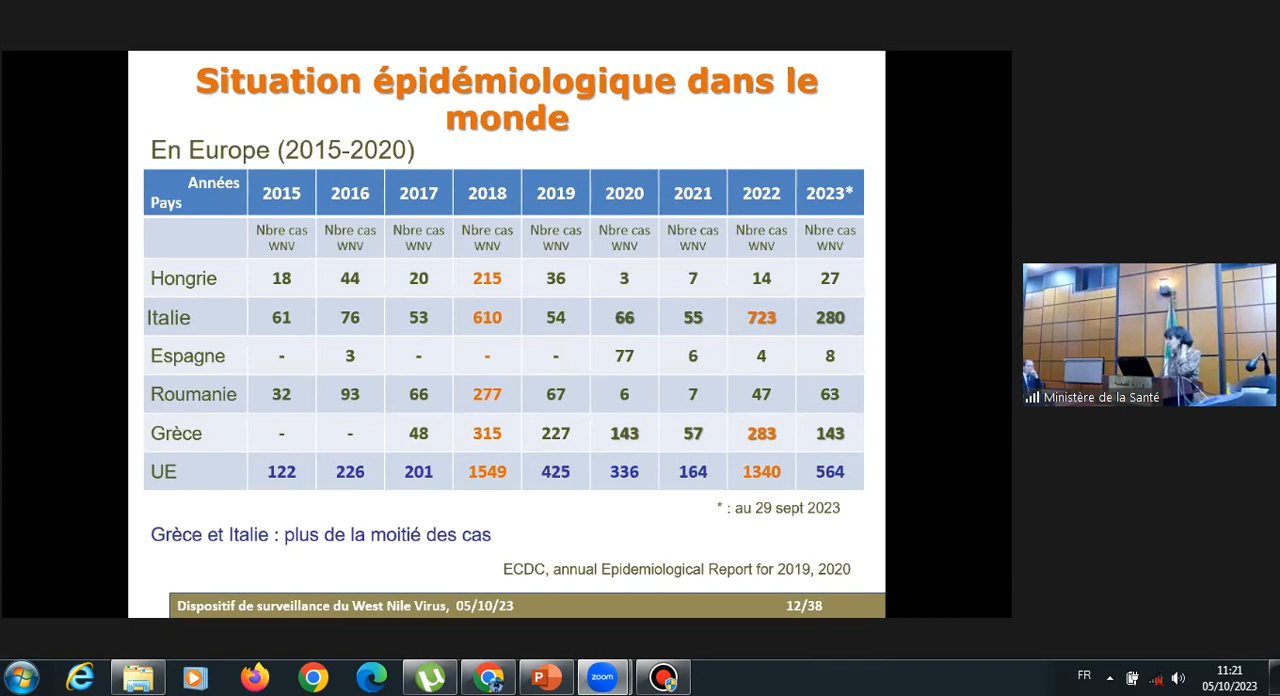 Situation épidémiologique dans le
monde
En Europe (2015-2020)
Années
Pays
2015 2016 2017 2018 2019 2020 2021 2022 2023*
Nbre cas WNV Nbre cas WNV Nbre cas WNV Nbre cas WNV Nbre cas WNV Nbre cas WNV Nbre cas WNV Nbre cas WNV Nbre cas WNV
Hongrie 18 44 20 215 36 3 7 14 27
Italie 61 76 53 610 54 66 55 723 280
Espagne - 3 - - - 77 6 4 8
Roumanie 32 93 66 277 67 6 7 47 63
Grèce - - 48 315 227 143 57 283 143
UE 122 226 201 1549 425 336 164 1340 564
* : au 29 sept 2023
Grèce et Italie : plus de la moitié des cas
ECDC, annual Epidemiological Report for 2019, 2020
Dispositif de surveillance du West Nile Virus, 05/10/23 12/38
Ministère de la Santé
zoom
FR
11:21
05/10/2023